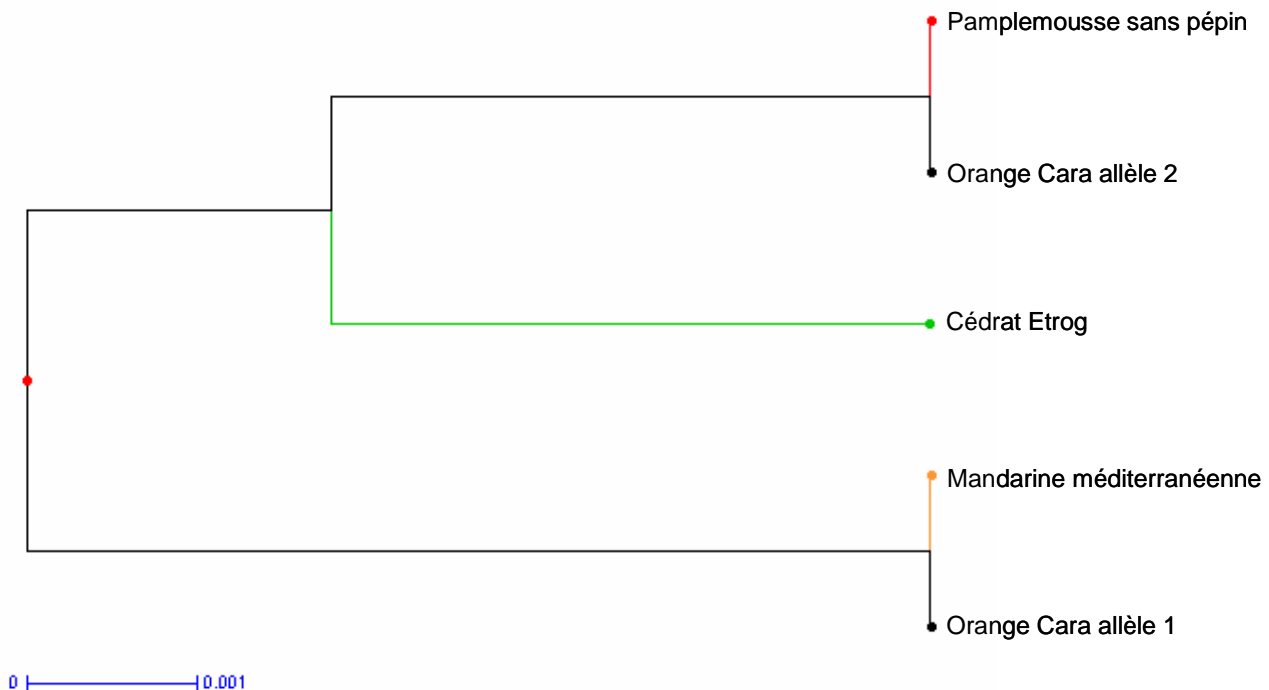 Pamplemousse sans pépin
Orange Cara allèle 2
Cédrat Etrog
Mandarine méditerranéenne
Orange Cara allèle 1
0 0.001